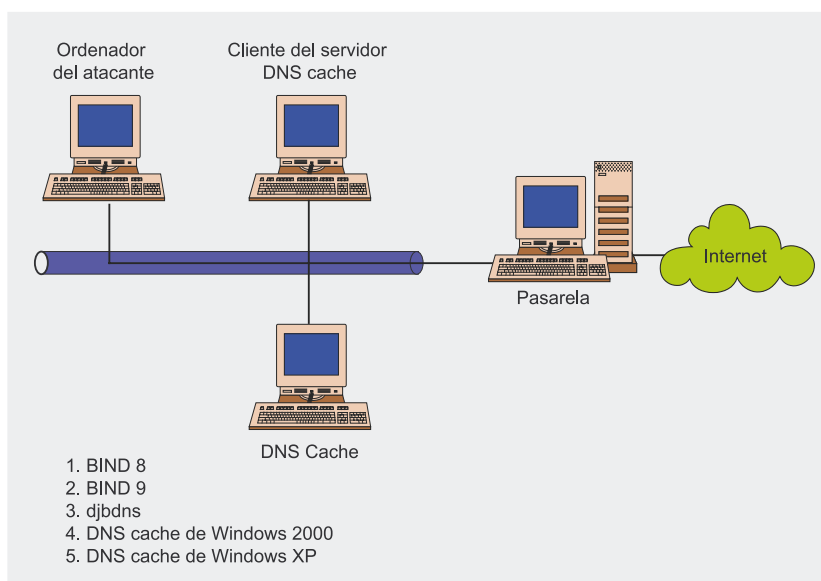 Ordenador
del atacante
Cliente del servidor
DNS cache
Internet
Pasarela
DNS Cache
1. BIND 8
2. BIND 9
3. djbdns
4. DNS cache de Windows 2000
5. DNS cache de Windows XP